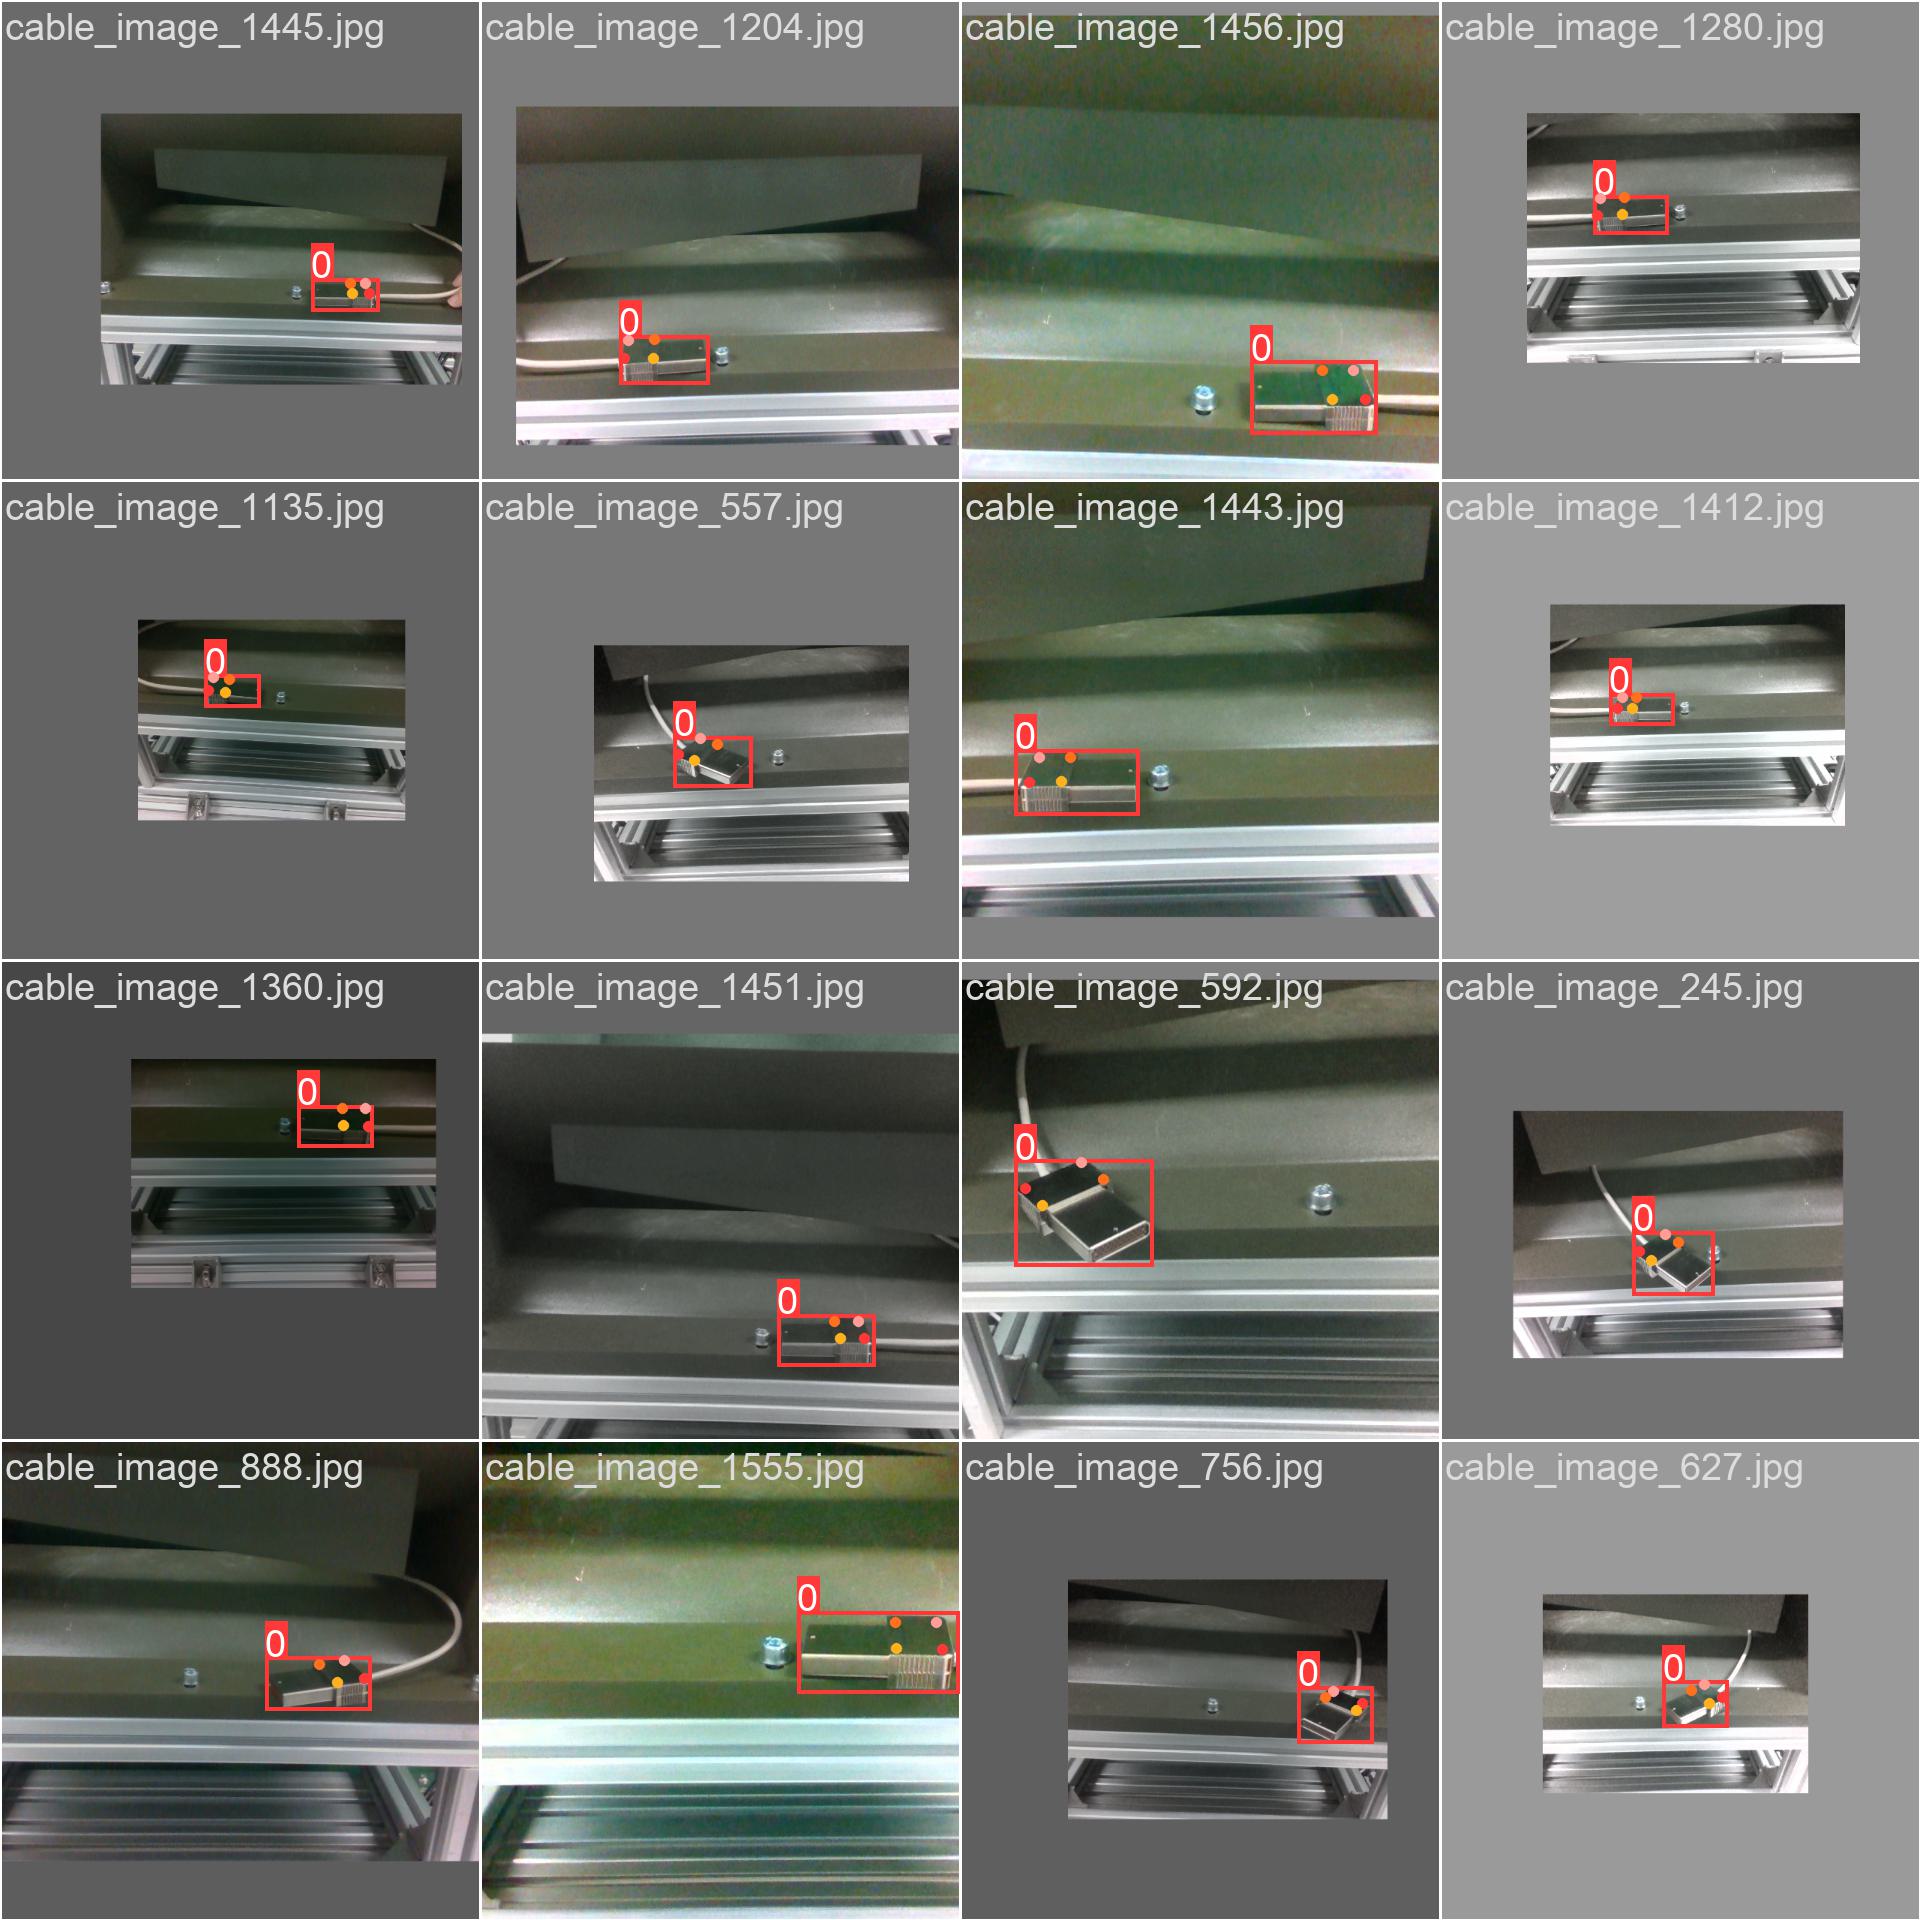 cable_image_1445.jpg
cable_image_1204.jpg
cable_image_1456.jpg
cable_image_1280.jpg
0
0
0
0
cable_image_1135.jpg
cable_image_557.jpg
cable_image_1443.jpg
cable_image_1412.jpg
0
0
0
0
cable_image_1360.jpg
cable_image_1451.jpg
cable_image_592.jpg
cable_image_245.jpg
0
0
0
0
cable_image_888.jpg
cable_image_1555.jpg
cable_image_756.jpg
cable_image_627.jpg
0
0
0
0